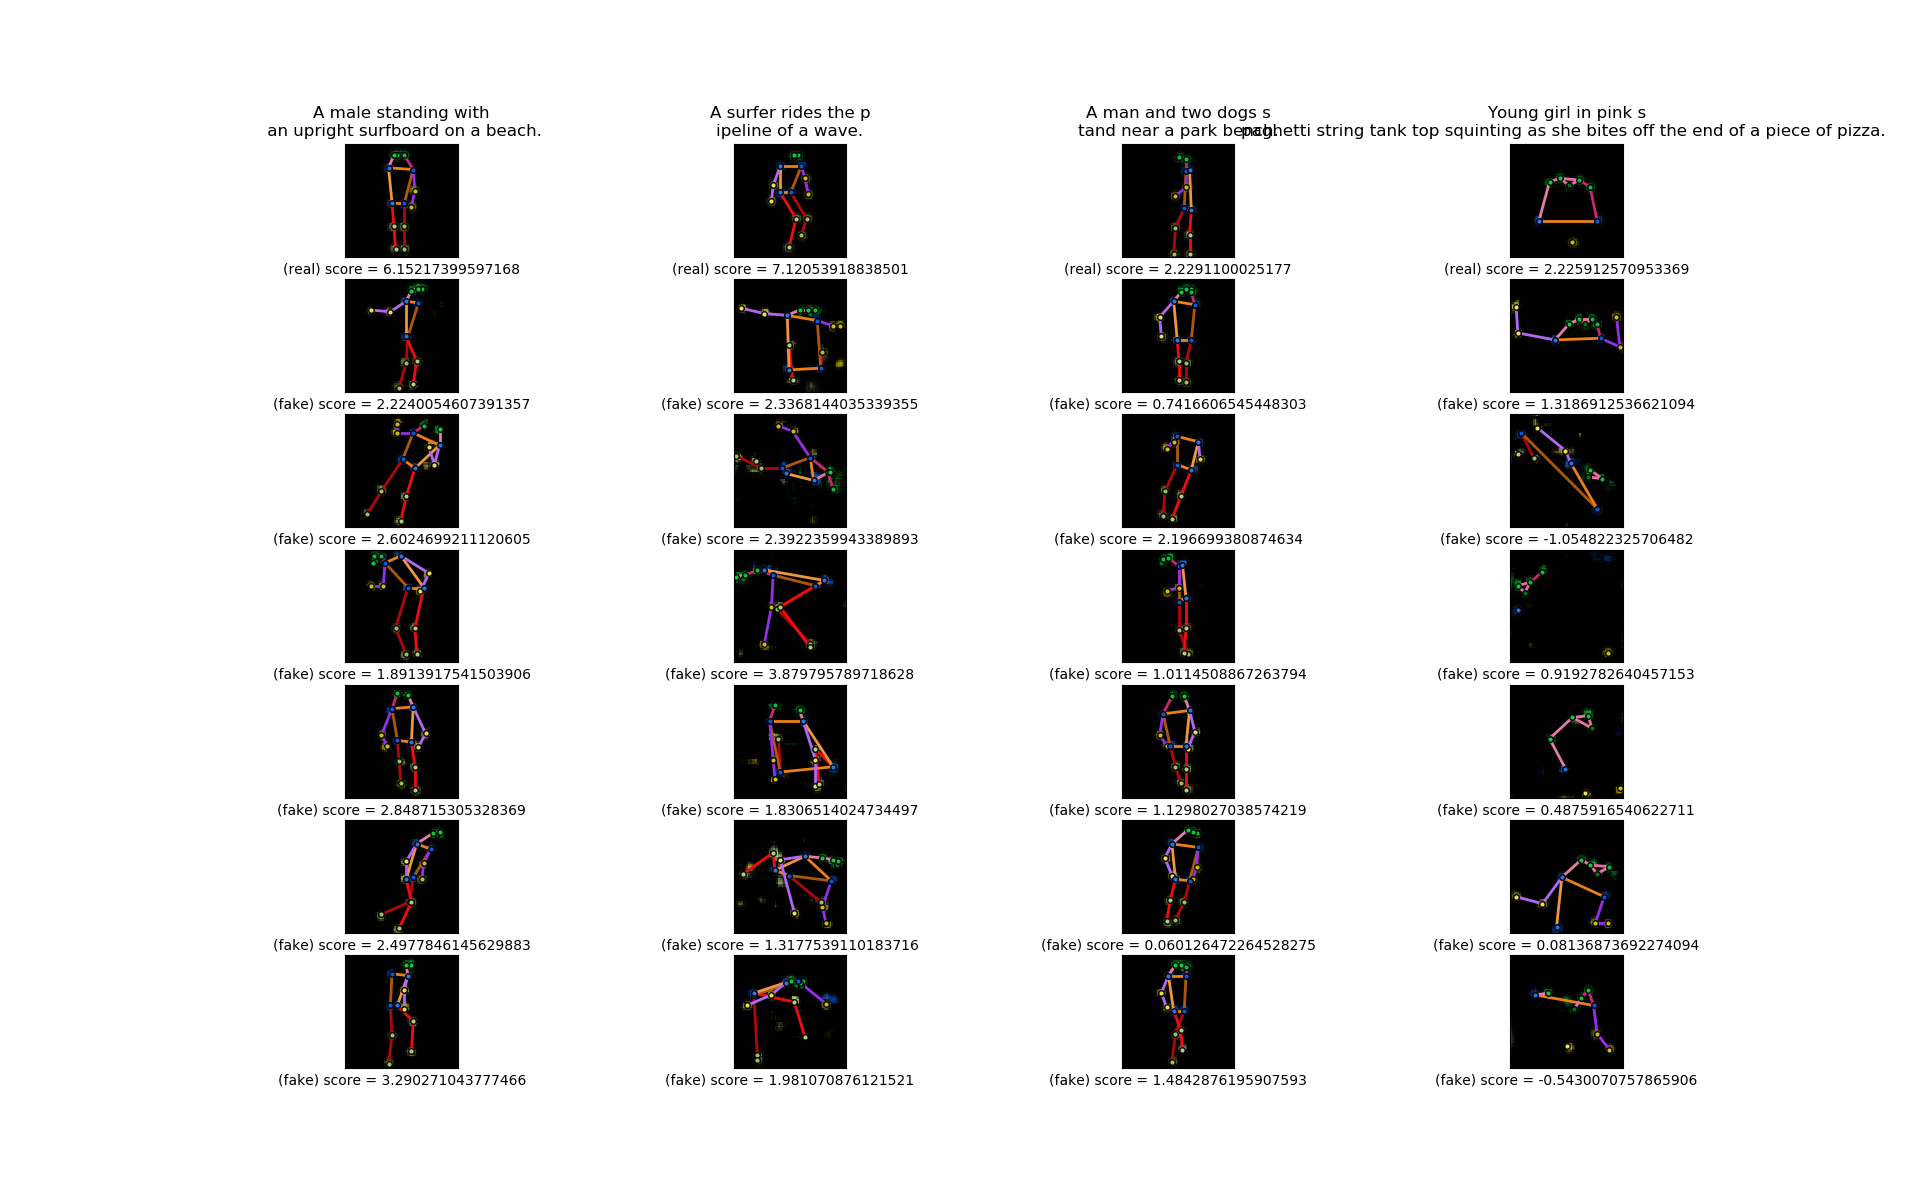 A male standing with
an upright surfboard on a beach.
A surfer rides the p
ipeline of a wave.
A man and two dogs s
tand near a park bench.
Young girl in pink s
paghetti string tank top squinting as she bites off the end of a piece of pizza.
(real) score = 6.15217399597168
(real) score = 7.12053918838501
(real) score = 2.2291100025177
(real) score = 2.225912570953369
(fake) score = 2.2240054607391357
(fake) score = 2.3368144035339355
(fake) score = 0.7416606545448303
(fake) score = 1.3186912536621094
(fake) score = 2.6024699211120605
(fake) score = 2.3922359943389893
(fake) score = 2.196699380874634
(fake) score = -1.054822325706482
(fake) score = 1.8913917541503906
(fake) score = 3.879795789718628
(fake) score = 1.0114508867263794
(fake) score = 0.9192782640457153
(fake) score = 2.848715305328369
(fake) score = 1.8306514024734497
(fake) score = 1.1298027038574219
(fake) score = 0.4875916540622711
(fake) score = 2.4977846145629883
(fake) score = 1.3177539110183716
(fake) score = 0.060126472264528275
(fake) score = 0.08136873692274094
(fake) score = 3.290271043777466
(fake) score = 1.981070876121521
(fake) score = 1.4842876195907593
(fake) score = -0.5430070757865906